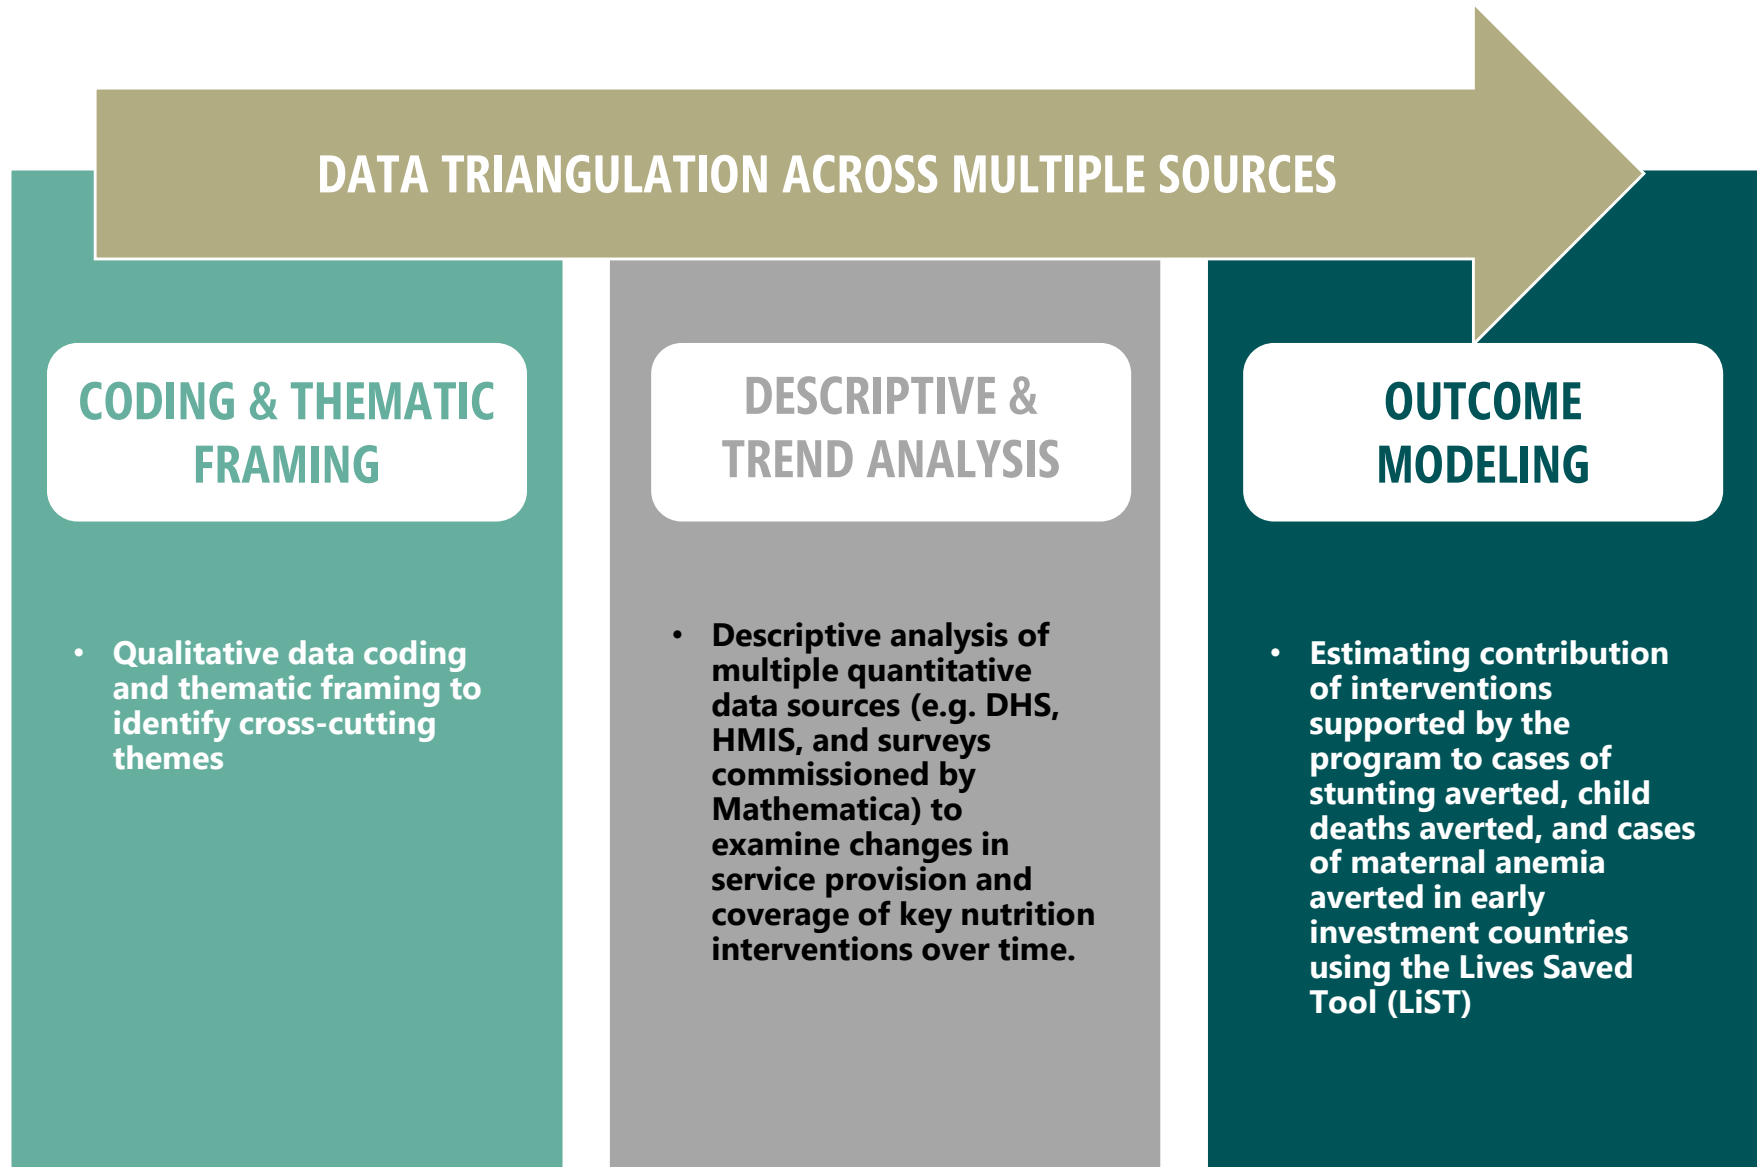 DATA TRIANGULATION ACROSS MULTIPLE SOURCES
CODING & THEMATIC
FRAMING
• Qualitative data coding
and thematic framing to
identify cross-cutting
themes
DESCRIPTIVE &
TREND ANALYSIS
• Descriptive analysis of
multiple quantitative
data sources (e.g. DHS,
HMIS, and surveys
commissioned by
Mathematica) to
examine changes in
service provision and
coverage of key nutrition
interventions over time.
OUTCOME
MODELING
• Estimating contribution
of interventions
supported by the
program to cases of
stunting averted, child
deaths averted, and cases
of maternal anemia
averted in early
investment countries
using the Lives Saved
Tool (LiST)